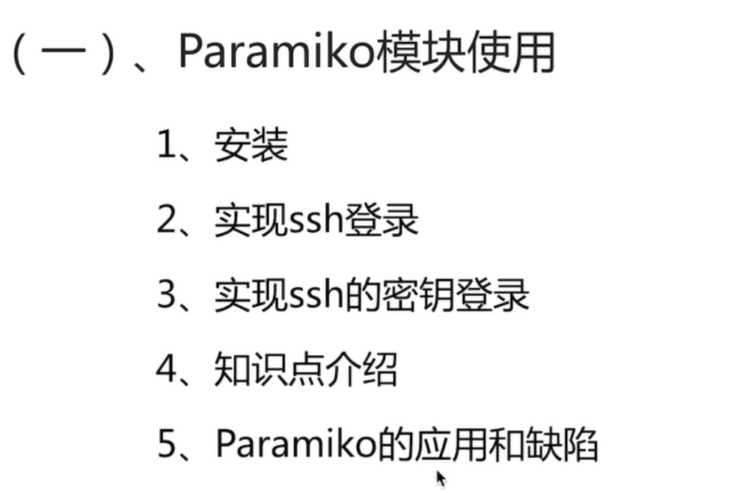 （一）、Paramiko模块使用
1、安装
2、实现ssh登录
3、实现ssh的密钥登录
4、知识点介绍
5、Paramiko的应用和缺陷